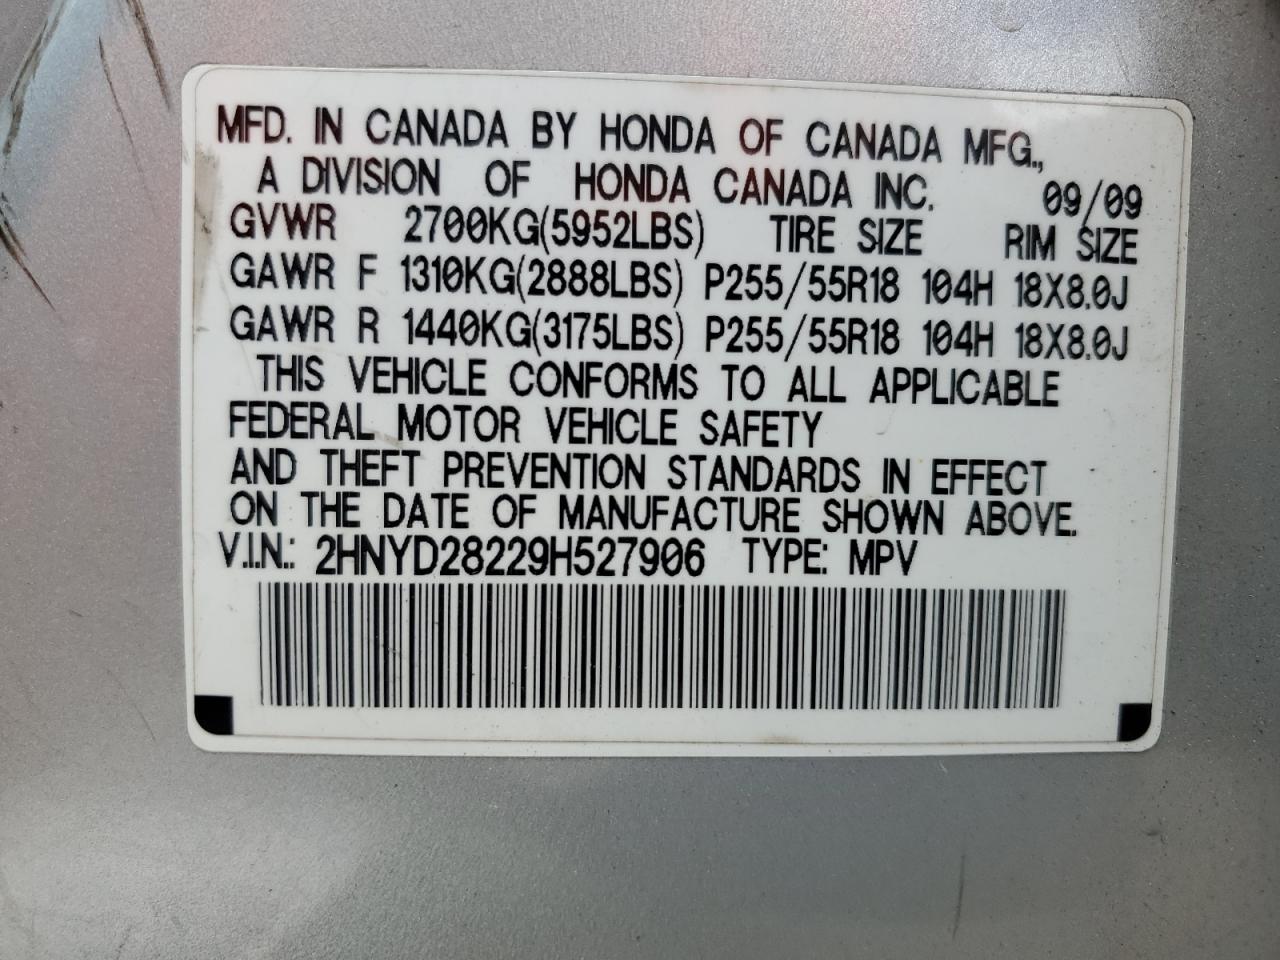 MFD. IN CANADA BY HONDA OF CANADA MFG.,
A DIVISION OF HONDA CANADA INC. 09/09
GVWR 2700KG(5952LBS) TIRE SIZE RIM SIZE
GAWR F 1310KG(2888LBS) P255/55R18 104H 18X8.0J
GAWR R 1440KG(3175LBS) P255/55R18 104H 18X8.0J
THIS VEHICLE CONFORMS TO ALL APPLICABLE
FEDERAL MOTOR VEHICLE SAFETY
AND THEFT PREVENTION STANDARDS IN EFFECT
ON THE DATE OF MANUFACTURE SHOWN ABOVE.
V.I.N.: 2HNYD28229H527906 TYPE: MPV